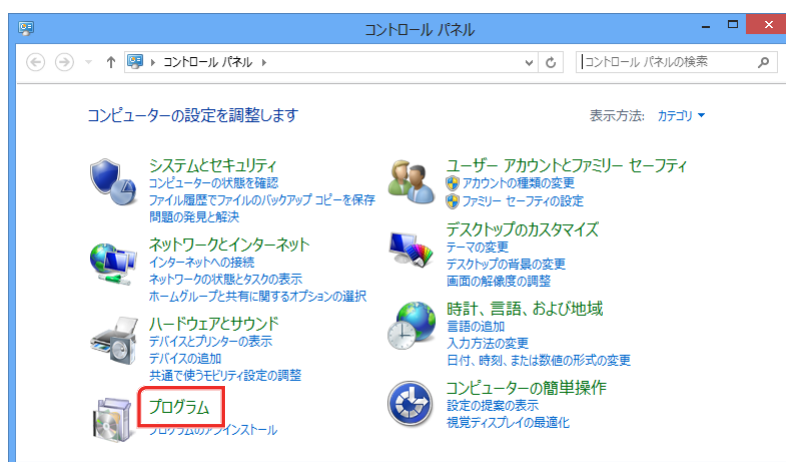 コントロール パネル
コントロール パネル
コントロール パネルの検索
コンピューターの設定を調整します
表示方法: カテゴリ
システムとセキュリティ
コンピューターの状態を確認
ファイル履歴でファイルのバックアップ コピーを保存
問題の発見と解決
ネットワークとインターネット
インターネットへの接続
ネットワークの状態とタスクの表示
ホームグループと共有に関するオプションの選択
ハードウェアとサウンド
デバイスとプリンターの表示
デバイスの追加
共通で使うモビリティ設定の調整
プログラム
プログラムのアンインストール
ユーザー アカウントとファミリー セーフティ
アカウントの種類の変更
ファミリー セーフティの設定
デスクトップのカスタマイズ
テーマの変更
デスクトップの背景の変更
画面の解像度の調整
時計、言語、および地域
言語の追加
入力方法の変更
日付、時刻、または数値の形式の変更
コンピューターの簡単操作
設定の提案の表示
視覚ディスプレイの最適化